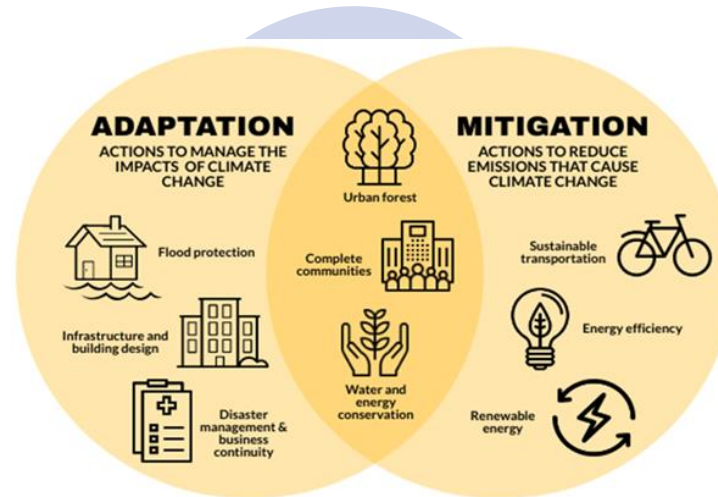 ADAPTATION
ACTIONS TO MANAGE THE
IMPACTS OF CLIMATE
CHANGE
Flood protection
Infrastructure and
building design
Disaster
management &
business
continuity
Urban forest
Complete
communities
Water and
energy
conservation
MITIGATION
ACTIONS TO REDUCE
EMISSIONS THAT CAUSE
CLIMATE CHANGE
Sustainable
transportation
Energy efficiency
Renewable
energy